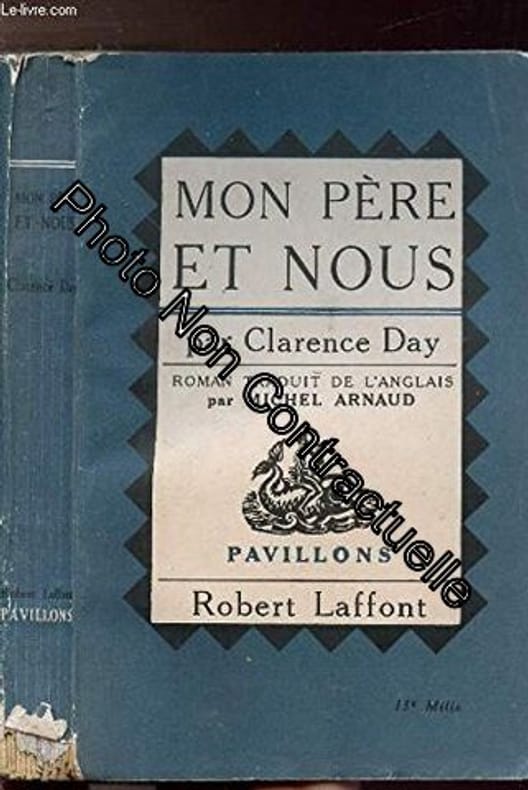 Le-livre.com
MON PÈRE
ET NOUS
par Clarence Day
ROMAN TRADUIT DE L'ANGLAIS
par MICHEL ARNAUD
PAVILLONS
Robert Laffont
13e Mille
MON PÈRE
ET NOUS
Clarence Day
Robert Laffont
PAVILLONS
Photo Non Contractuelle